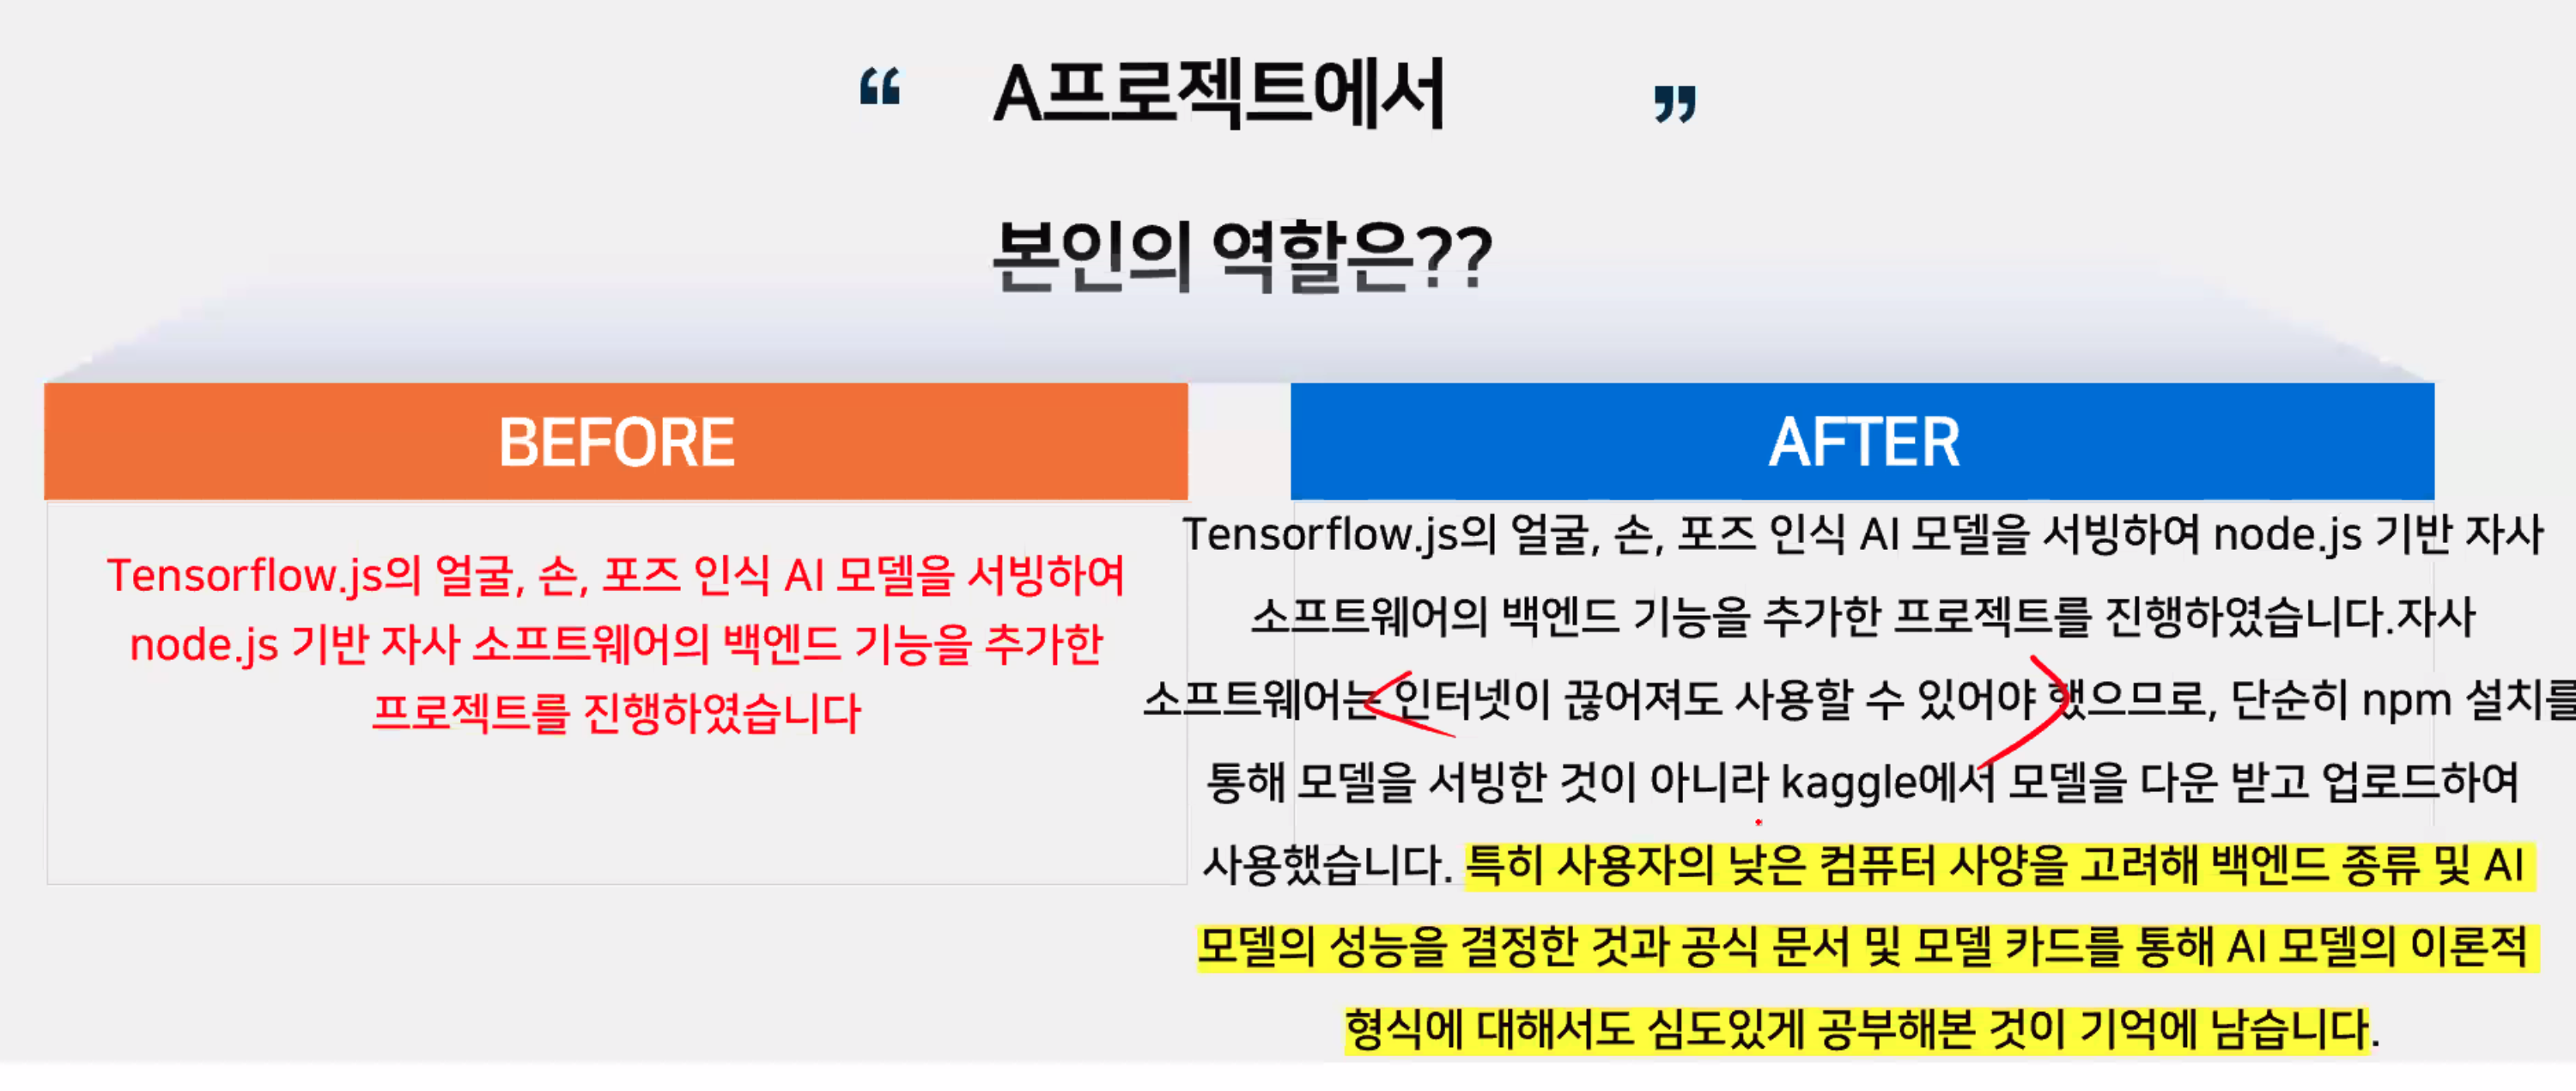 “ A프로젝트에서 ”
본인의 역할은??
BEFORE
Tensorflow.js의 얼굴, 손, 포즈 인식 AI 모델을 서빙하여
node.js 기반 자사 소프트웨어의 백엔드 기능을 추가한
프로젝트를 진행하였습니다
AFTER
Tensorflow.js의 얼굴, 손, 포즈 인식 AI 모델을 서빙하여 node.js 기반 자사
소프트웨어의 백엔드 기능을 추가한 프로젝트를 진행하였습니다.자사
소프트웨어는 인터넷이 끊어져도 사용할 수 있어야 했으므로, 단순히 npm 설치를
통해 모델을 서빙한 것이 아니라 kaggle에서 모델을 다운 받고 업로드하여
사용했습니다. 특히 사용자의 낮은 컴퓨터 사양을 고려해 백엔드 종류 및 AI
모델의 성능을 결정한 것과 공식 문서 및 모델 카드를 통해 AI 모델의 이론적
형식에 대해서도 심도있게 공부해본 것이 기억에 남습니다.